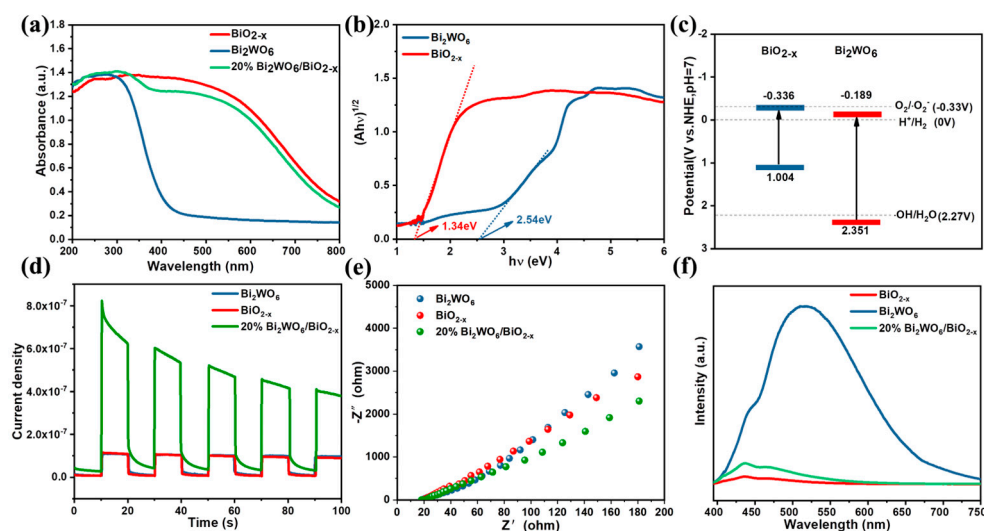 (a)
Absorbance (a.u.)
1.8
1.6
1.4
1.2
1.0
0.8
0.6
0.4
0.2
0.0
BiO-x
Bi₂WO₆
20% Bi₂WO₆/BiO₋ₓ
200 300 400 500 600 700 800
Wavelength (nm)
(b)
(Ahν)^1/2
2.0
1.5
1.0
0.5
0.0
Bi₂WO₆
BiO₂₋ₓ
1.34eV
2.54eV
1 2 3 4 5 6
hν (eV)
(c)
Potential(V vs.NHE,pH=7)
-2
-1
0
1
2
3
BiO-x
Bi₂WO₆
-0.336
-0.189
O₂/·O₂⁻ (-0.33V)
H⁺/H₂ (0V)
1.004
·OH/H₂O(2.27V)
2.351
(d)
Current density
8.0x10⁻⁷
6.0x10⁻⁷
4.0x10⁻⁷
2.0x10⁻⁷
0.0
Bi₂WO₆
BiO₂₋ₓ
20% Bi₂WO₆/BiO₂₋ₓ
0 20 40 60 80 100
Time (s)
(e)
-Z″ (ohm)
5000
4000
3000
2000
1000
0
Bi₂WO₆
BiO₂₋ₓ
20% Bi₂WO₆/BiO₂₋ₓ
0 20 40 60 80 100 120 140 160 180 200
Z′ (ohm)
(f)
Intensity (a.u.)
BiO₂₋ₓ
Bi₂WO₆
20% Bi₂WO₆/BiO₂₋ₓ
400 450 500 550 600 650 700 750
Wavelength (nm)